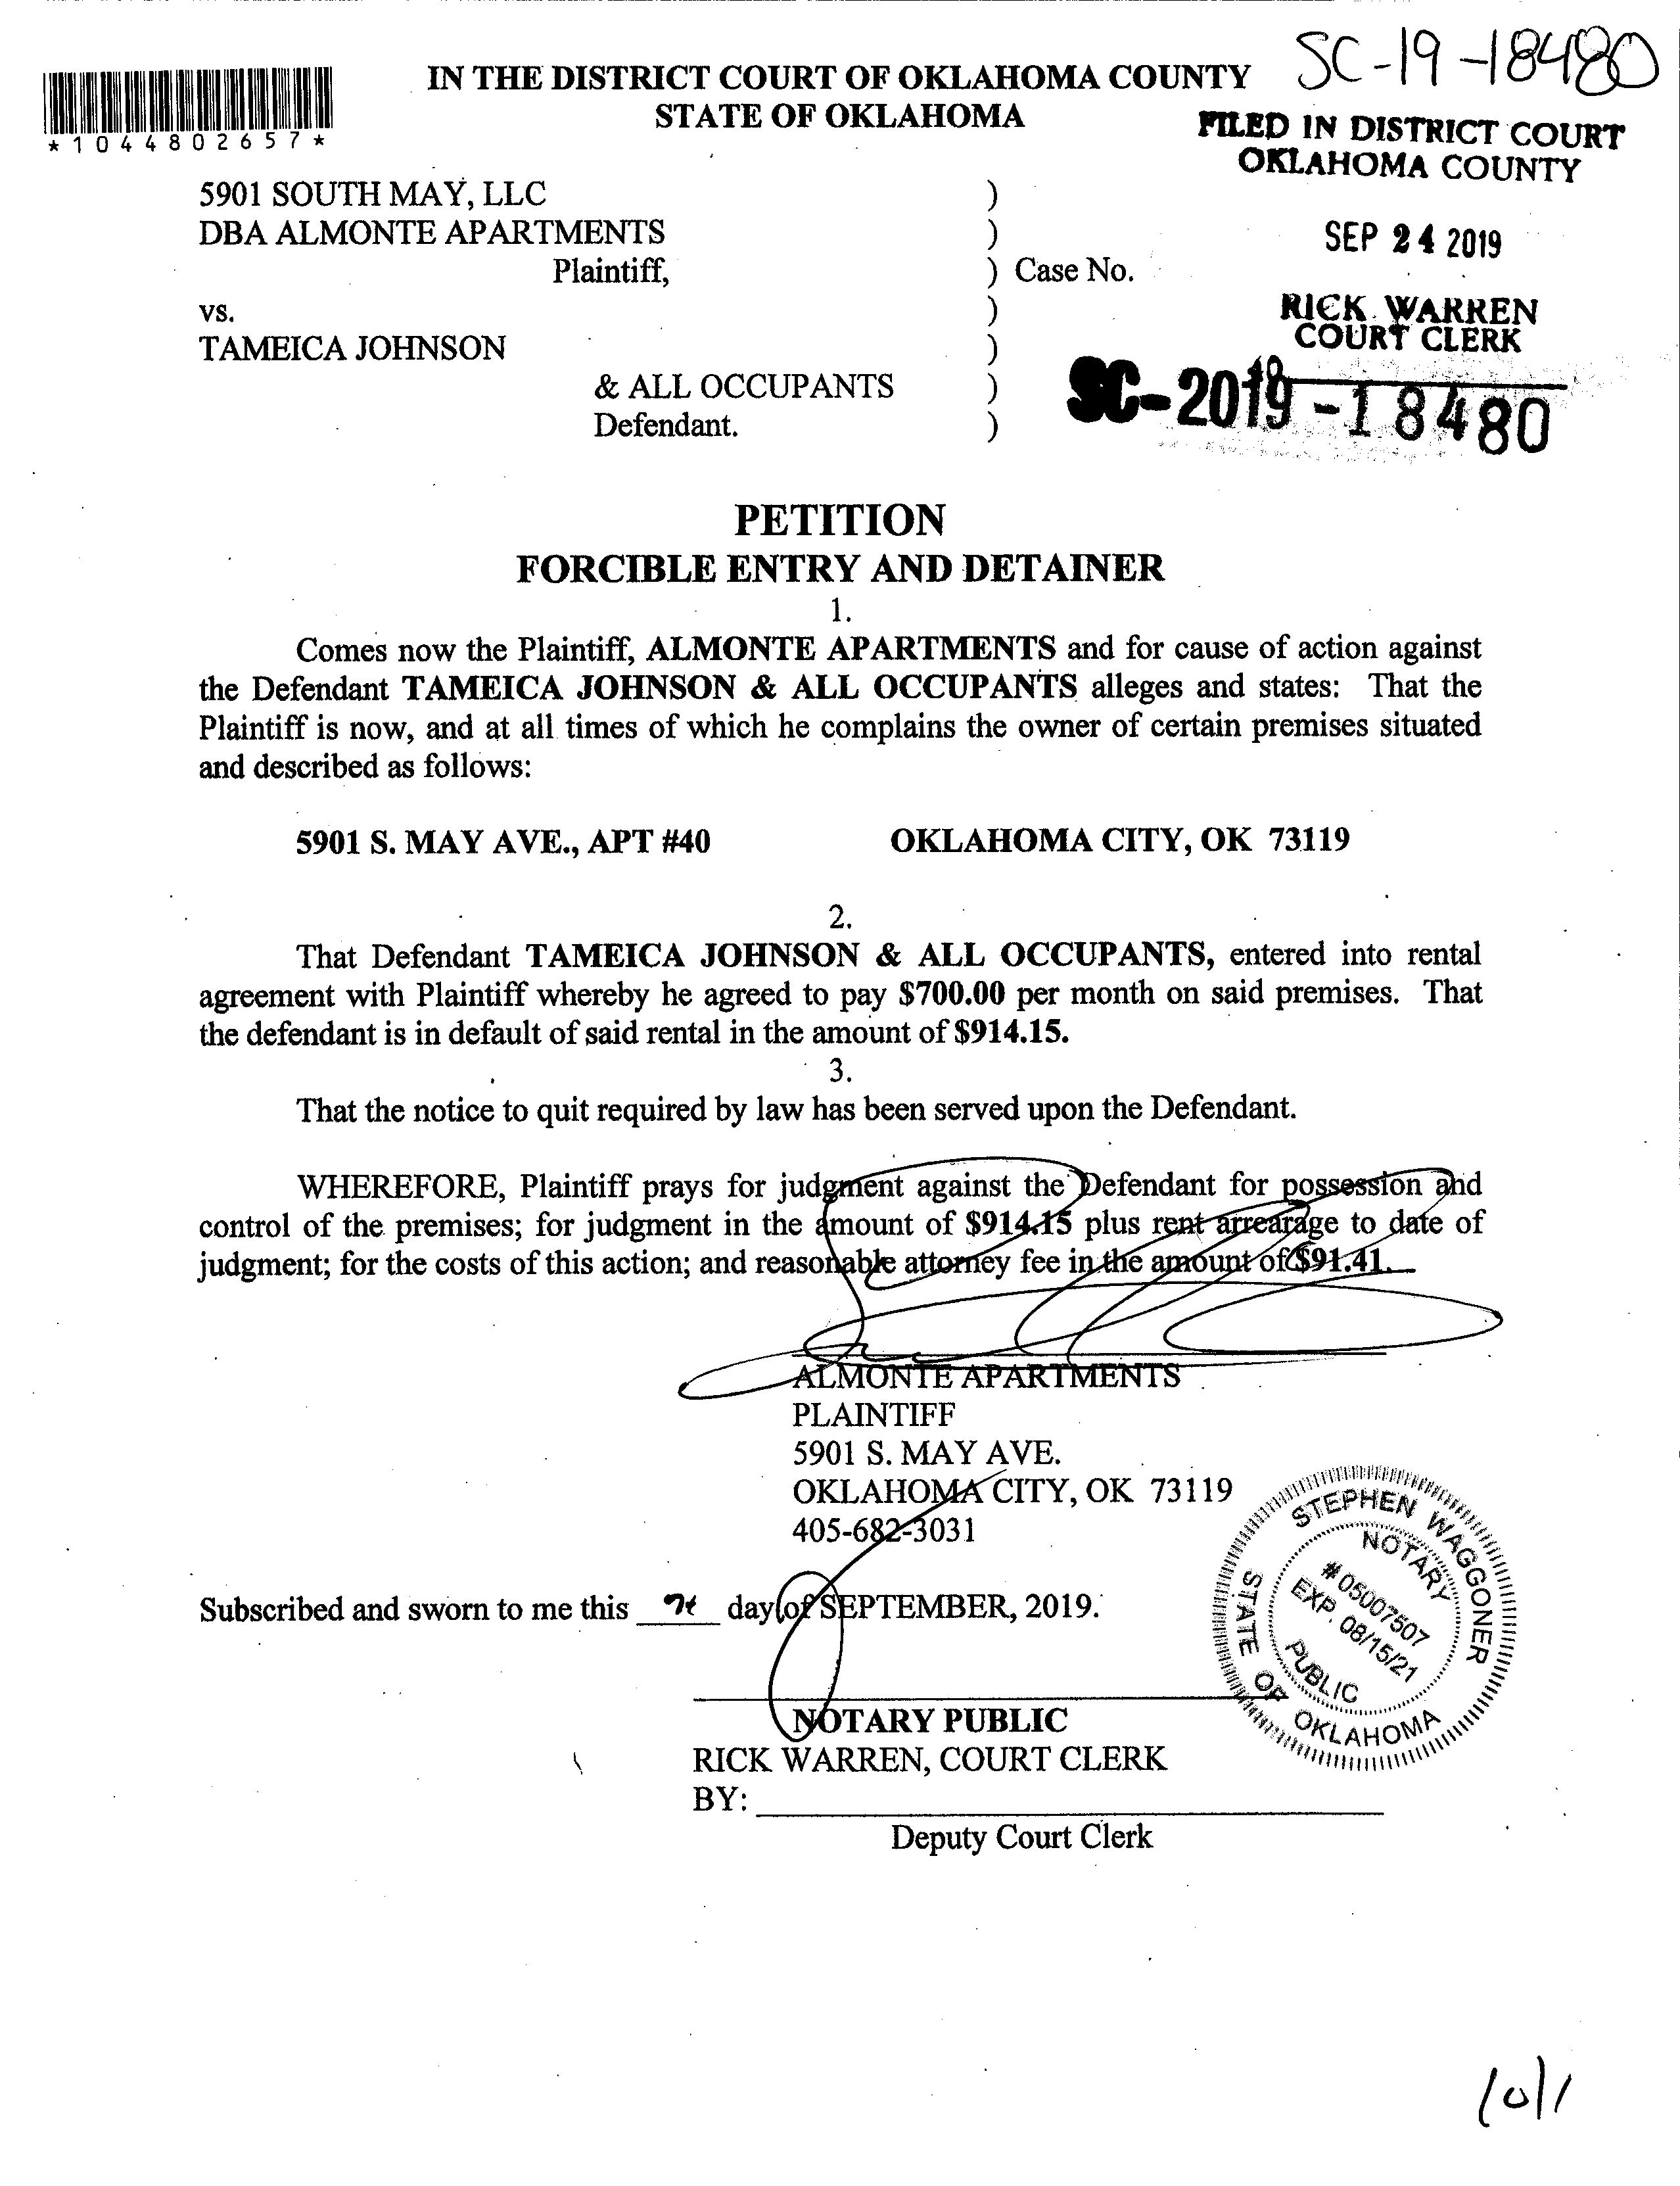 SC-19-18480
IN THE DISTRICT COURT OF OKLAHOMA COUNTY
STATE OF OKLAHOMA
*1044802657*
FILED IN DISTRICT COURT
OKLAHOMA COUNTY
SEP 24 2019
RICK WARREN
COURT CLERK
SC-2019-18480
5901 SOUTH MAY, LLC )
DBA ALMONTE APARTMENTS )
Plaintiff, ) Case No.
vs. )
TAMEICA JOHNSON )
& ALL OCCUPANTS )
Defendant. )
PETITION
FORCIBLE ENTRY AND DETAINER
1.
Comes now the Plaintiff, ALMONTE APARTMENTS and for cause of action against
the Defendant TAMEICA JOHNSON & ALL OCCUPANTS alleges and states: That the
Plaintiff is now, and at all times of which he complains the owner of certain premises situated
and described as follows:
5901 S. MAY AVE., APT #40 OKLAHOMA CITY, OK 73119
2.
That Defendant TAMEICA JOHNSON & ALL OCCUPANTS, entered into rental
agreement with Plaintiff whereby he agreed to pay $700.00 per month on said premises. That
the defendant is in default of said rental in the amount of $914.15.
3.
That the notice to quit required by law has been served upon the Defendant.
WHEREFORE, Plaintiff prays for judgment against the Defendant for possession and
control of the premises; for judgment in the amount of $914.15 plus rent arrearage to date of
judgment; for the costs of this action; and reasonable attorney fee in the amount of $91.41.
ALMONTE APARTMENTS
PLAINTIFF
5901 S. MAY AVE.
OKLAHOMA CITY, OK 73119
405-682-3031
Subscribed and sworn to me this day of SEPTEMBER, 2019.
STEPHEN WAGGONER
NOTARY
#05007507
EXP. 08/15/21
PUBLIC
STATE OF OKLAHOMA
NOTARY PUBLIC
RICK WARREN, COURT CLERK
BY:
Deputy Court Clerk
10/1